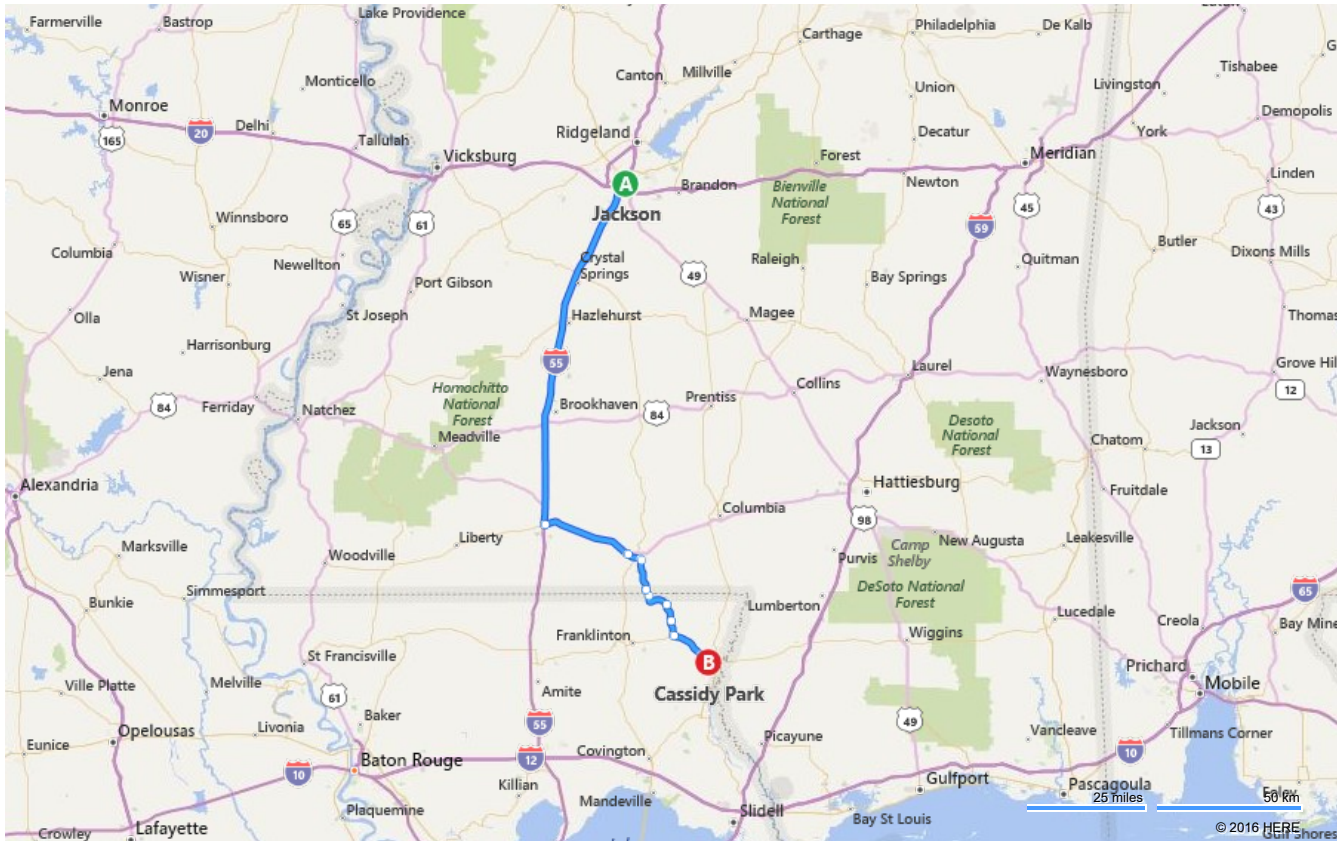 Farmerville
Bastrop
Lake Providence
Carthage
Philadelphia
De Kalb
Monticello
Canton
Millville
Union
Livingston
Tishabee
Monroe
165
20
Delhi
Tallulah
Vicksburg
Ridgeland
Decatur
York
Demopolis
A
Jackson
Brandon
Forest
Newton
Meridian
Linden
Bienville
National
Forest
Winnsboro
65
61
59
45
43
Columbia
Newellton
Crystal
Springs
49
Raleigh
Bay Springs
Quitman
Butler
Dixons Mills
Wisner
Port Gibson
Olla
St Joseph
Hazlehurst
Magee
Thomas
Harrisonburg
55
Jena
Laurel
Waynesboro
Grove Hil
12
84
Ferriday
Natchez
Homochitto
National
Forest
Brookhaven
84
Prentiss
Collins
Meadville
Desoto
National
Forest
Chatom
Jackson
13
Alexandria
Hattiesburg
Fruitdale
Columbia
98
Marksville
Woodville
Liberty
Purvis
Camp
Shelby
New Augusta
Leakesville
DeSoto National
Forest
Simmesport
Bunkie
Lumberton
Lucedale
65
Creola
Bay Mine
Franklinton
Wiggins
St Francisville
B
Cassidy Park
Prichard
Mobile
Ville Platte
Melville
61
Amite
Baker
Livonia
55
49
Opelousas
Eunice
Picayune
Vancleave
Tillmans Corner
10
Baton Rouge
12
Covington
10
Killian
Mandeville
Gulfport
Pascagoula
Plaquemine
Slidell
Bay St Louis
25 miles
50 km
Crowley
Lafayette
© 2016 HERE
Gulf Shores